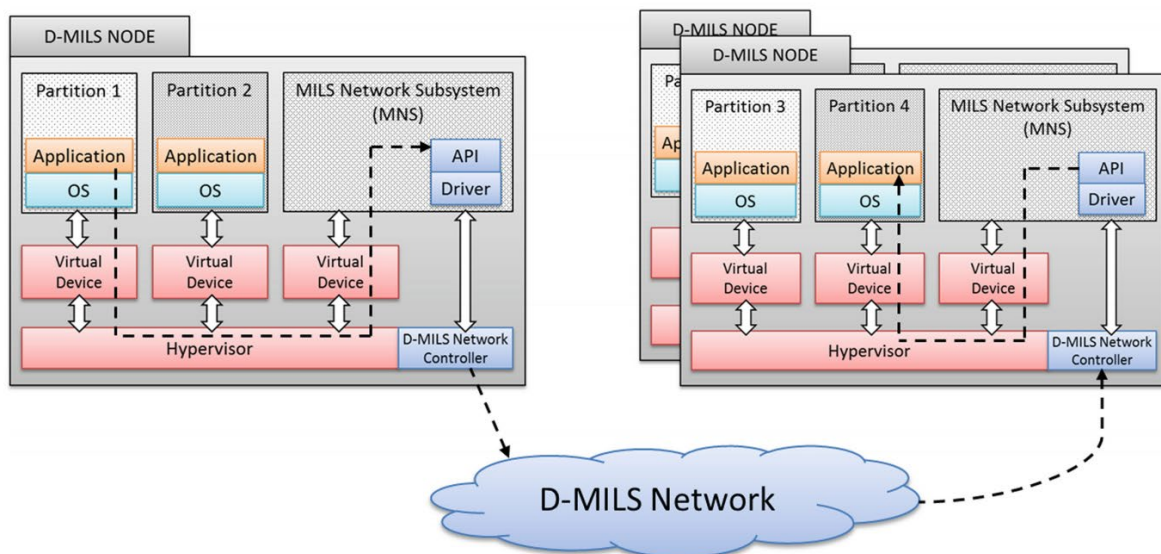 D-MILS NODE
Partition 1
Partition 2
MILS Network Subsystem
(MNS)
Application
Application
API
OS
OS
Driver
Virtual
Device
Virtual
Device
Virtual
Device
Hypervisor
D-MILS Network
Controller
D-MILS NODE
D-MILS NODE
Partition 3
Partition 4
MILS Network Subsystem
(MNS)
Application
Application
API
OS
OS
Driver
Virtual
Device
Virtual
Device
Virtual
Device
Hypervisor
D-MILS Network
Controller
D-MILS Network